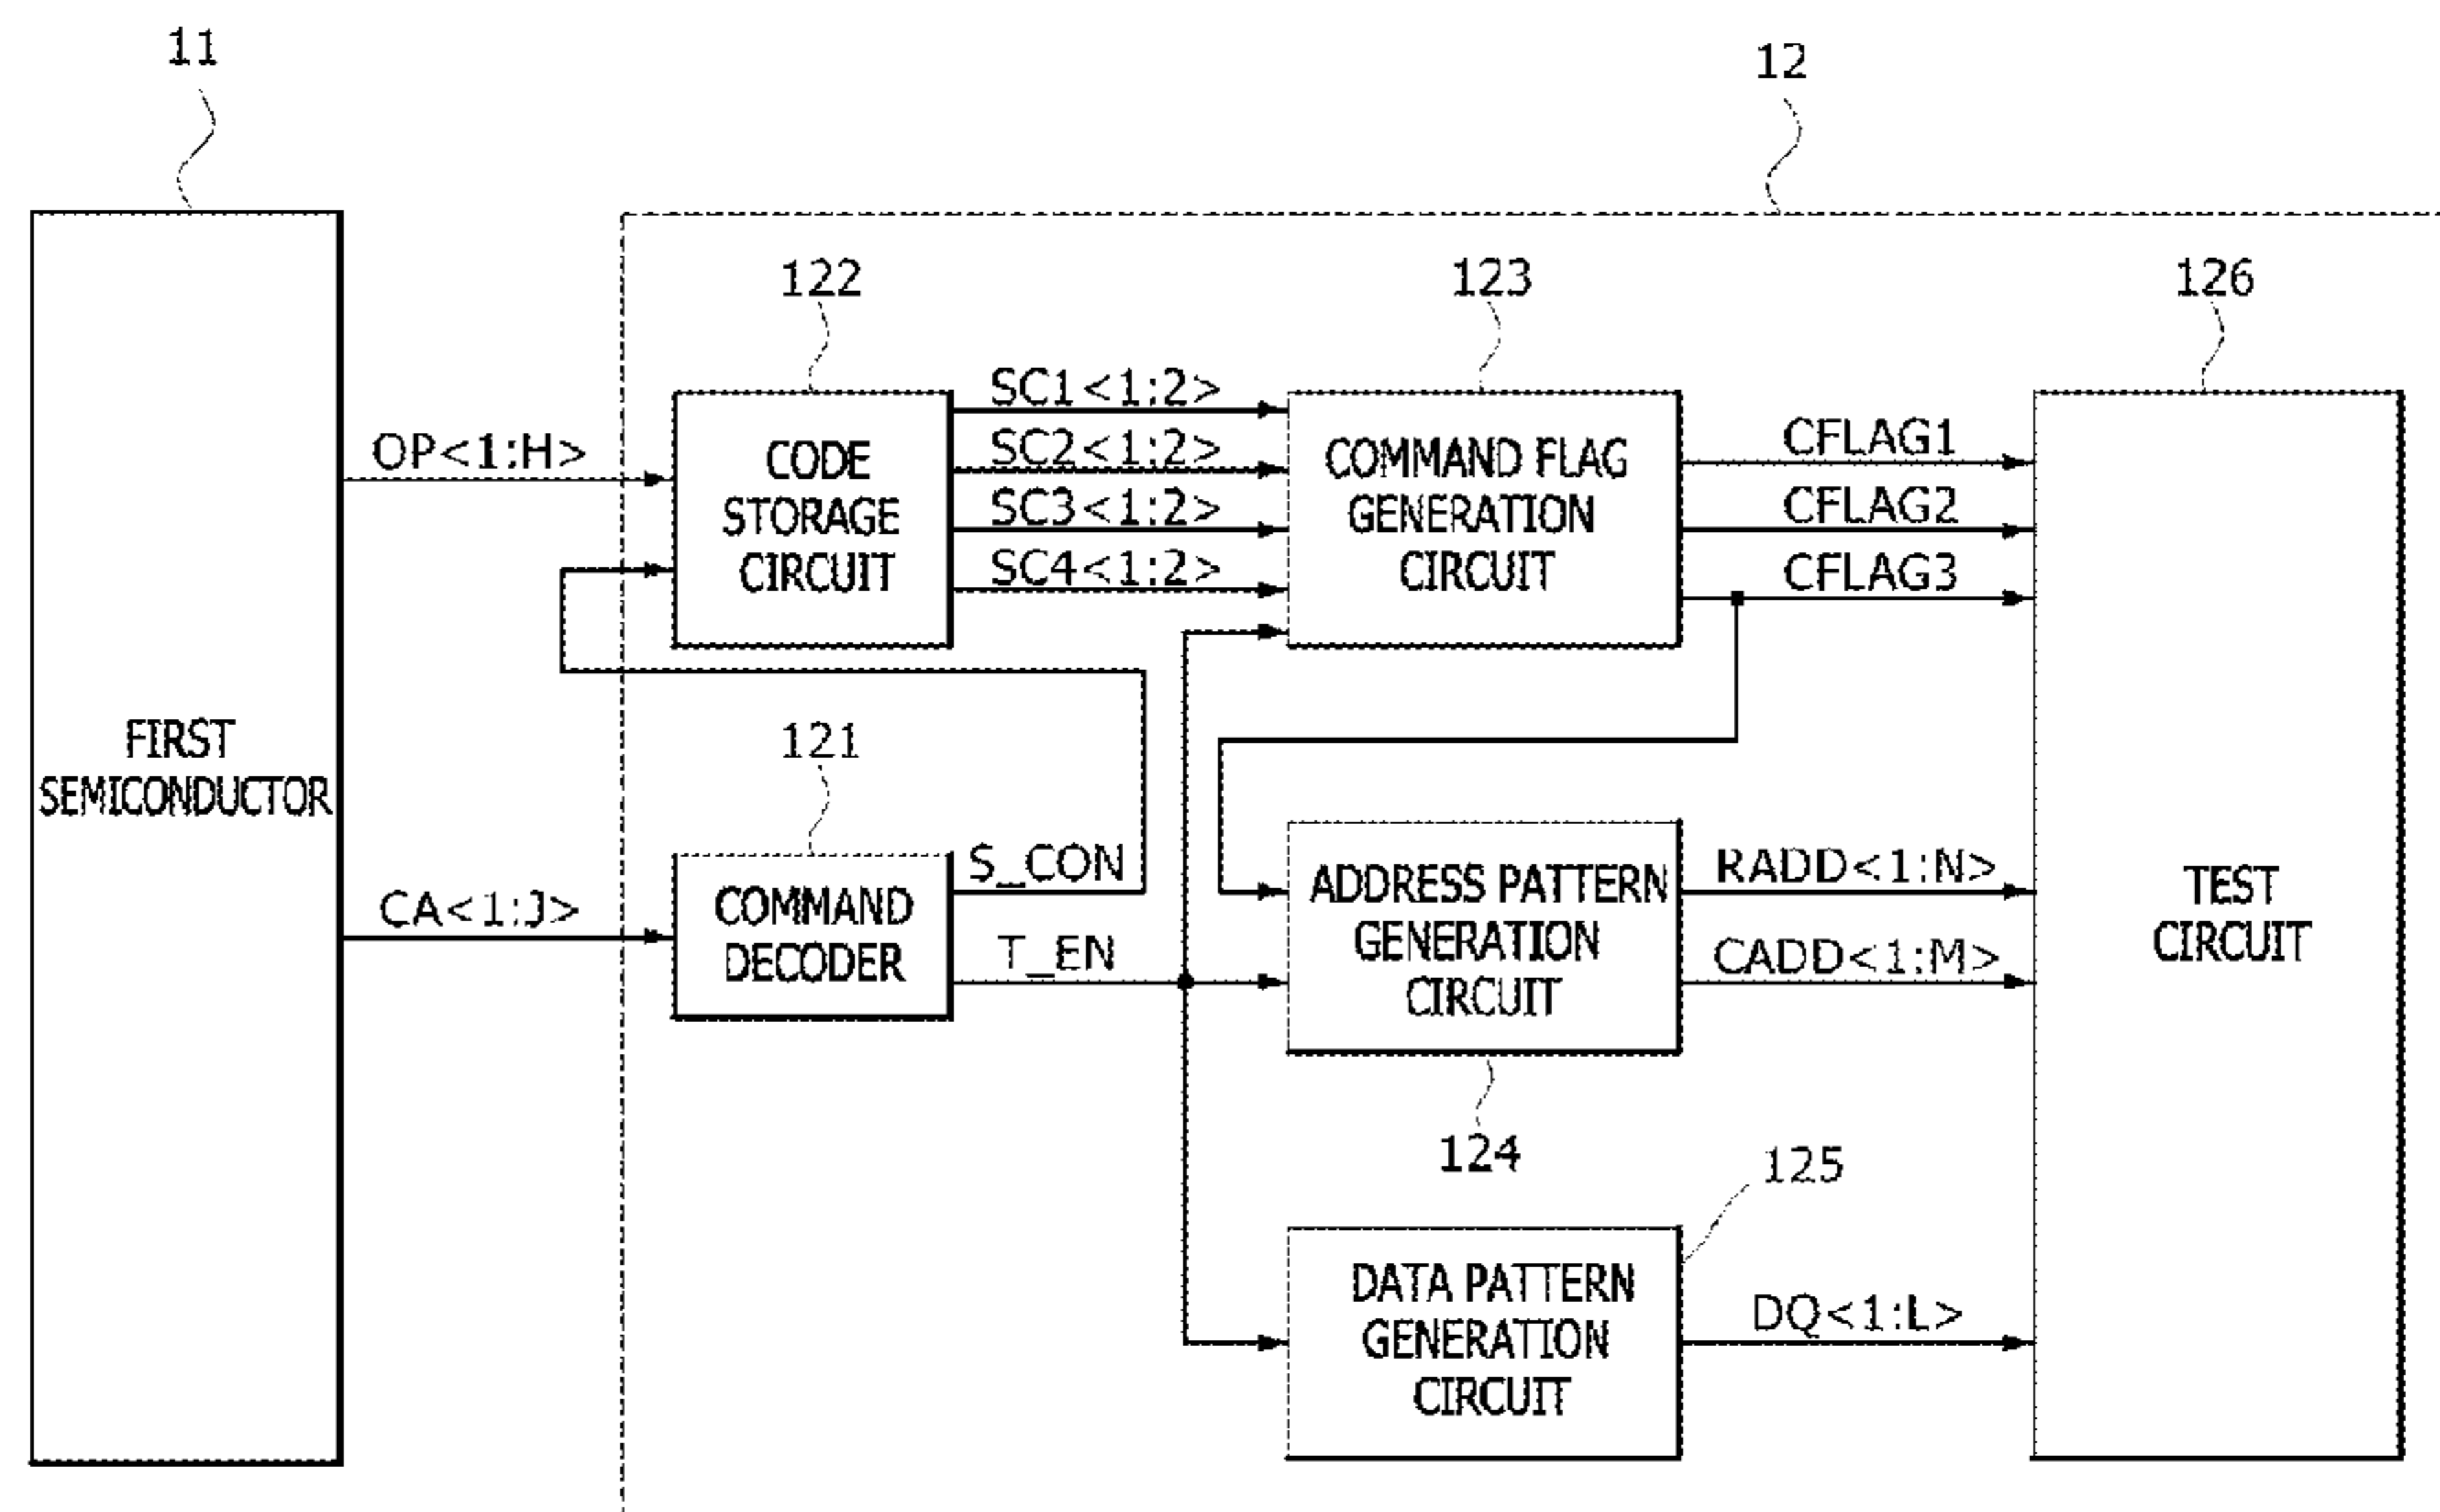 11
12
122
123
126
SC1<1:2>
SC2<1:2>
SC3<1:2>
SC4<1:2>
OP<1:H>
CODE
STORAGE
CIRCUIT
COMMAND FLAG
GENERATION
CIRCUIT
CFLAG1
CFLAG2
CFLAG3
FIRST
SEMICONDUCTOR
121
CA<1:J>
COMMAND
DECODER
S_CON
T_EN
ADDRESS PATTERN
GENERATION
CIRCUIT
RADD<1:N>
CADD<1:M>
TEST
CIRCUIT
124
125
DATA PATTERN
GENERATION
CIRCUIT
DQ<1:L>